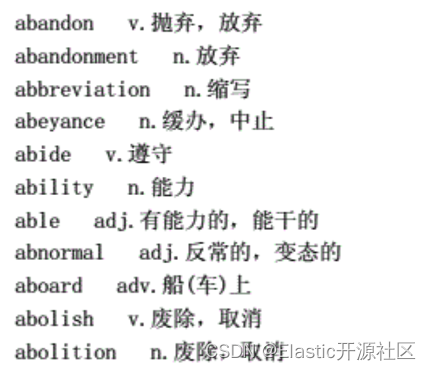 abandon v.抛弃，放弃
abandonment n.放弃
abbreviation n.缩写
abeyance n.缓办，中止
abide v.遵守
ability n.能力
able adj.有能力的，能干的
abnormal adj.反常的，变态的
aboard adv.船(车)上
abolish v.废除，取消
abolition n.废除，取消
CSDN @Elastic开源社区